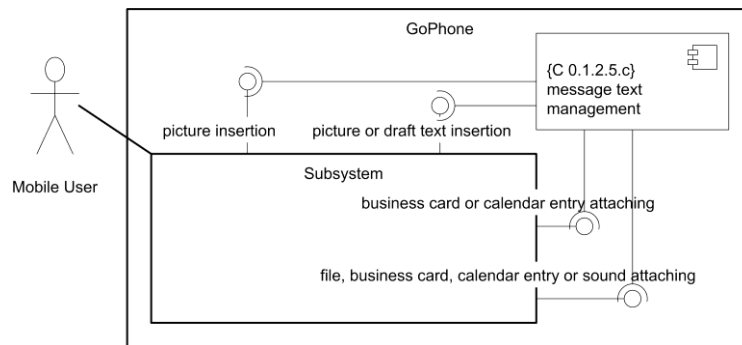 GoPhone
{C 0.1.2.5.c}
message text
management
picture insertion
picture or draft text insertion
Mobile User
Subsystem
business card or calendar entry attaching
file, business card, calendar entry or sound attaching